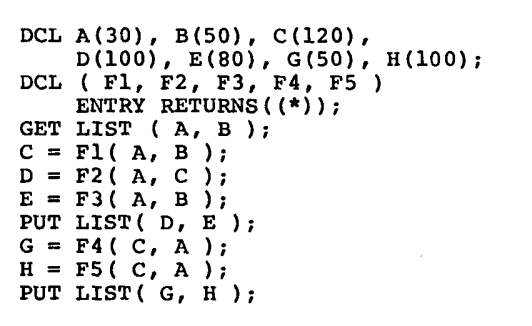 DCL A(30), B(50), C(120),
D(100), E(80), G(50), H(100);
DCL ( F1, F2, F3, F4, F5 )
ENTRY RETURNS((*));
GET LIST ( A, B );
C = F1( A, B );
D = F2( A, C );
E = F3( A, B );
PUT LIST( D, E );
G = F4( C, A );
H = F5( C, A );
PUT LIST( G, H );